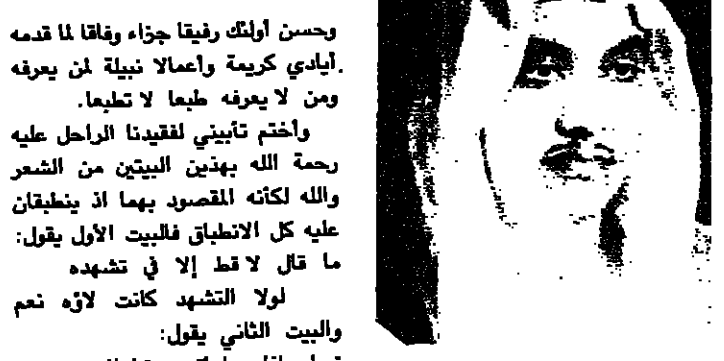 وحسن أولئك رفيقا جزاء وفاقا لما قدمه
أيادي كريمة وأعمالا نبيلة لمن يعرفه
ومن لا يعرفه طبعا لا تطبعا.
وأختم تأبيني لفقيدنا الراحل عليه
رحمة الله بهذين البيتين من الشعر
والله لكأنه المقصود بهما اذ ينطبقان
عليه كل الانطباق فالبيت الأول يقول:
ما قال لا قط إلا في تشهده
لولا التشهد كانت لاؤه نعم
والبيت الثاني يقول: